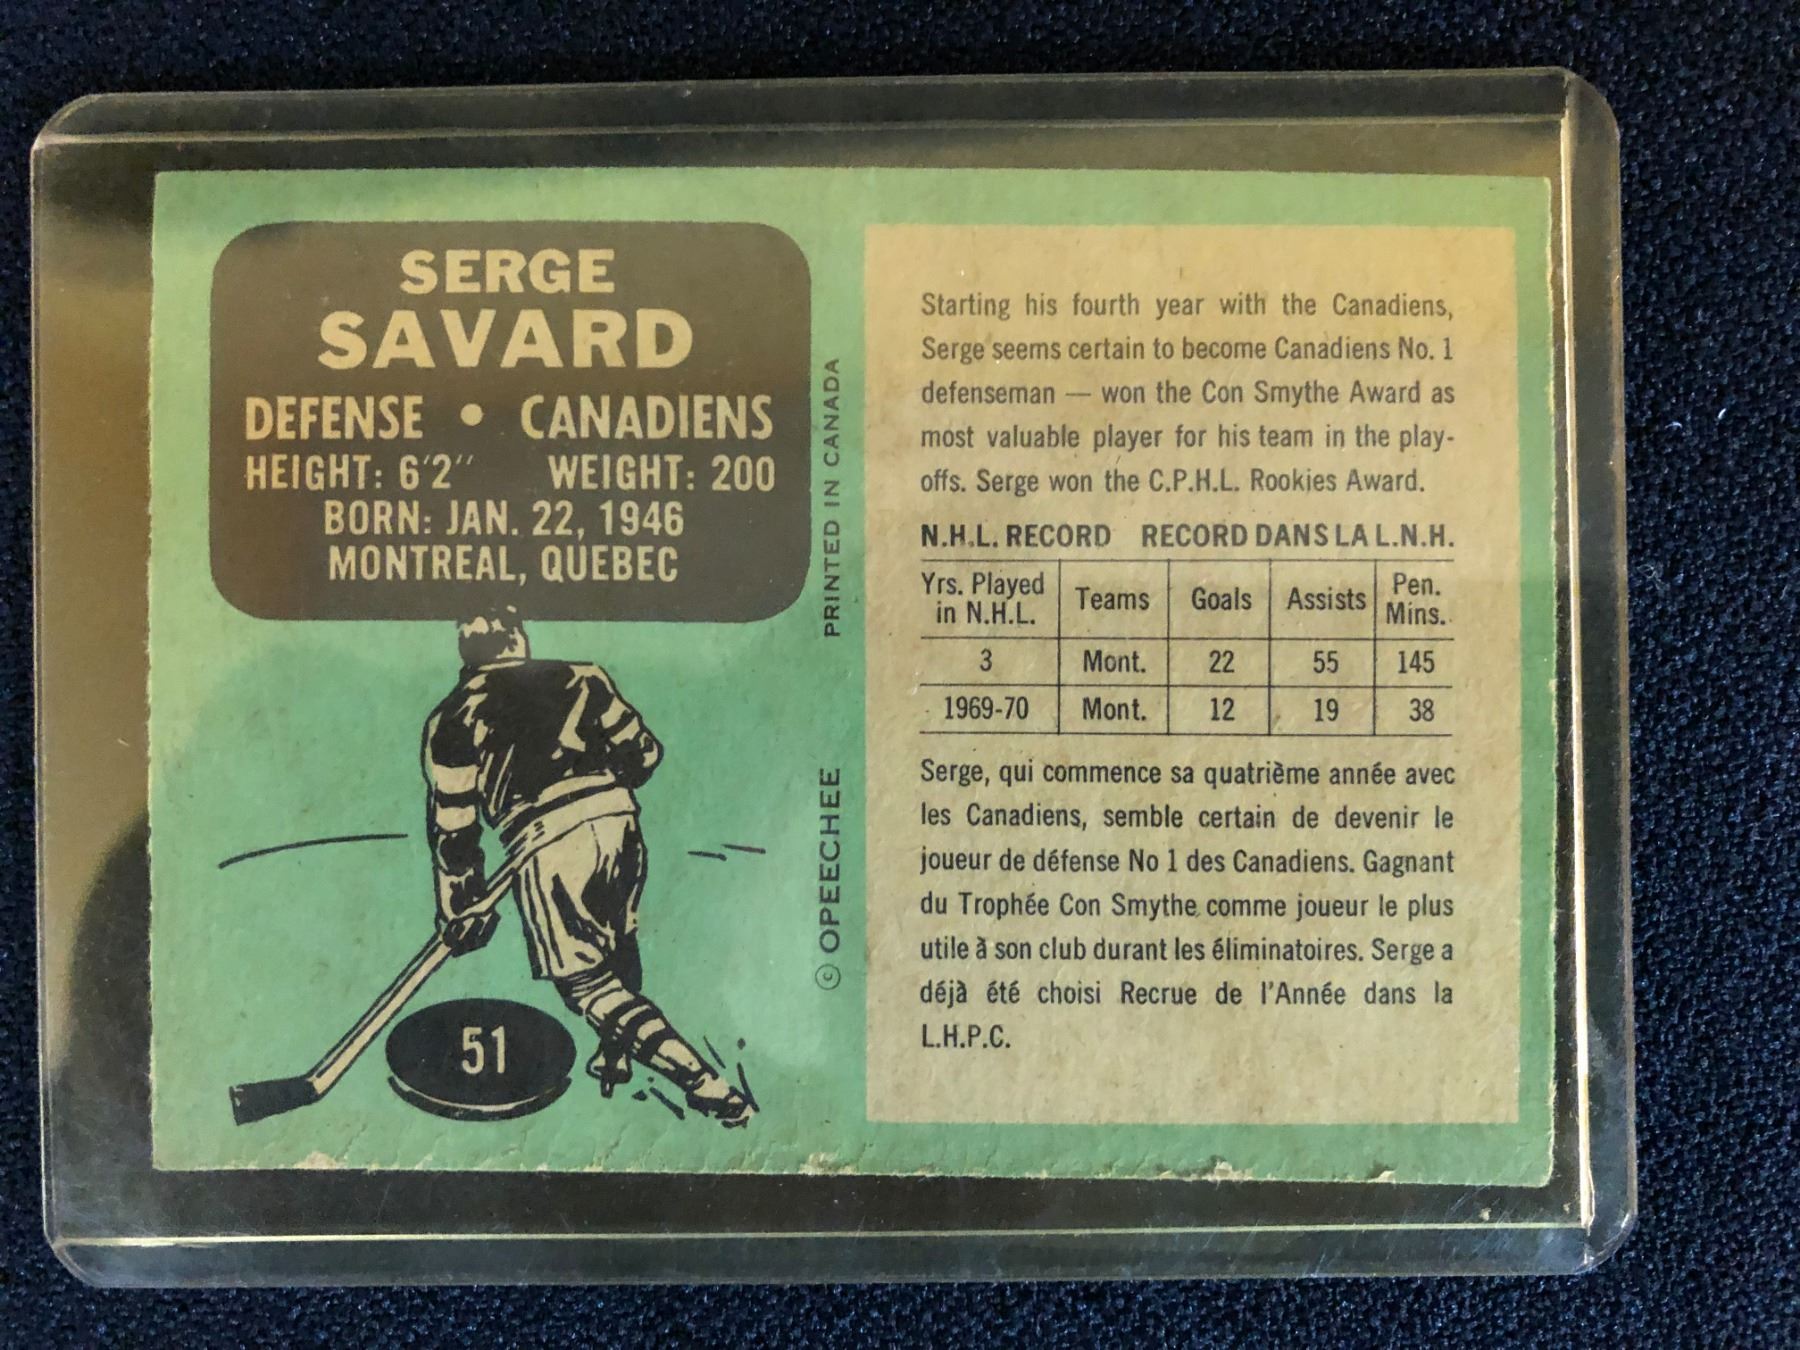 SERGE
SAVARD
DEFENSE • CANADIENS
HEIGHT: 6'2" WEIGHT: 200
BORN: JAN. 22, 1946
MONTREAL, QUEBEC
51
© OPEECHEE PRINTED IN CANADA
Starting his fourth year with the Canadiens,
Serge seems certain to become Canadiens No. 1
defenseman — won the Con Smythe Award as
most valuable player for his team in the play-
offs. Serge won the C.P.H.L. Rookies Award.
N.H.L. RECORD RECORD DANS LA L.N.H.
Yrs. Played in N.H.L. Teams Goals Assists Pen. Mins.
3 Mont. 22 55 145
1969-70 Mont. 12 19 38
Serge, qui commence sa quatrième année avec
les Canadiens, semble certain de devenir le
joueur de défense No 1 des Canadiens. Gagnant
du Trophée Con Smythe comme joueur le plus
utile à son club durant les éliminatoires. Serge a
déjà été choisi Recrue de l'Année dans la
L.H.P.C.